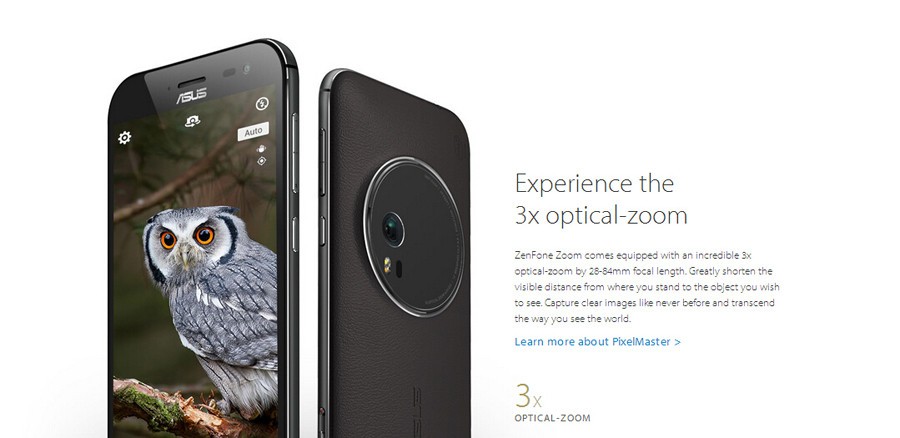 ASUS
Auto
Experience the
3x optical-zoom
ZenFone Zoom comes equipped with an incredible 3x
optical-zoom by 28-84mm focal length. Greatly shorten the
visible distance from where you stand to the object you wish
to see. Capture clear images like never before and transcend
the way you see the world.
Learn more about PixelMaster >
3x
OPTICAL-ZOOM